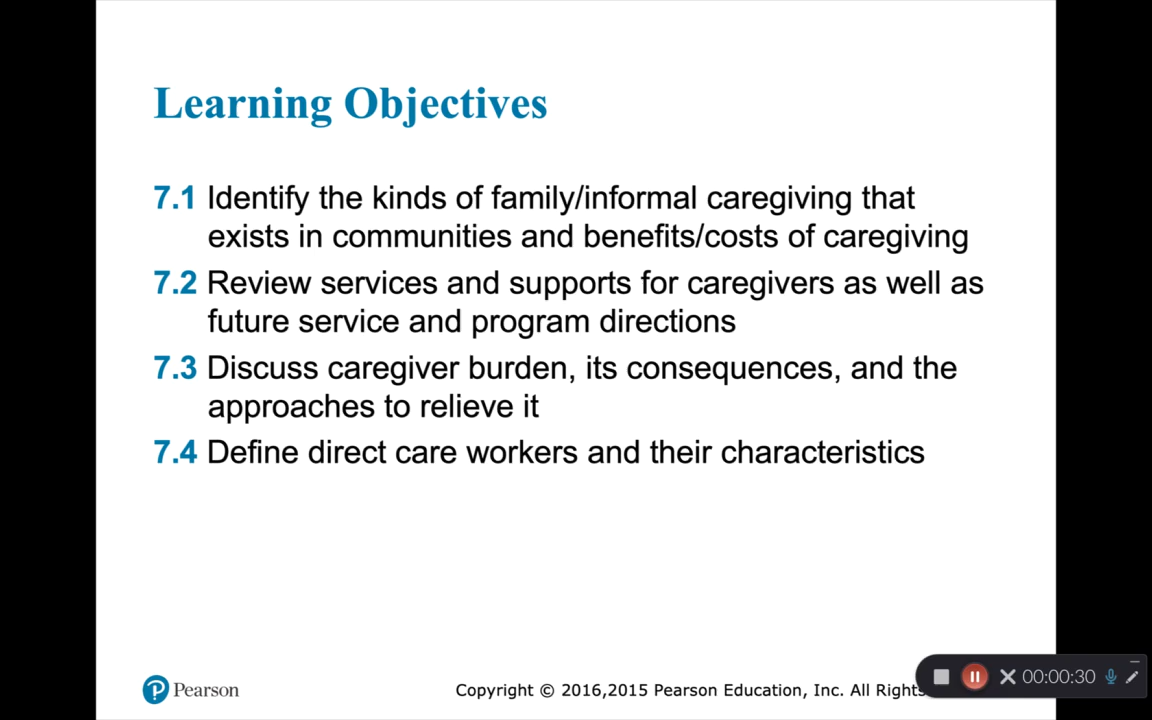 Learning Objectives
7.1 Identify the kinds of family/informal caregiving that
exists in communities and benefits/costs of caregiving
7.2 Review services and supports for caregivers as well as
future service and program directions
7.3 Discuss caregiver burden, its consequences, and the
approaches to relieve it
7.4 Define direct care workers and their characteristics
P Pearson
Copyright © 2016,2015 Pearson Education, Inc. All Rights
00:00:30